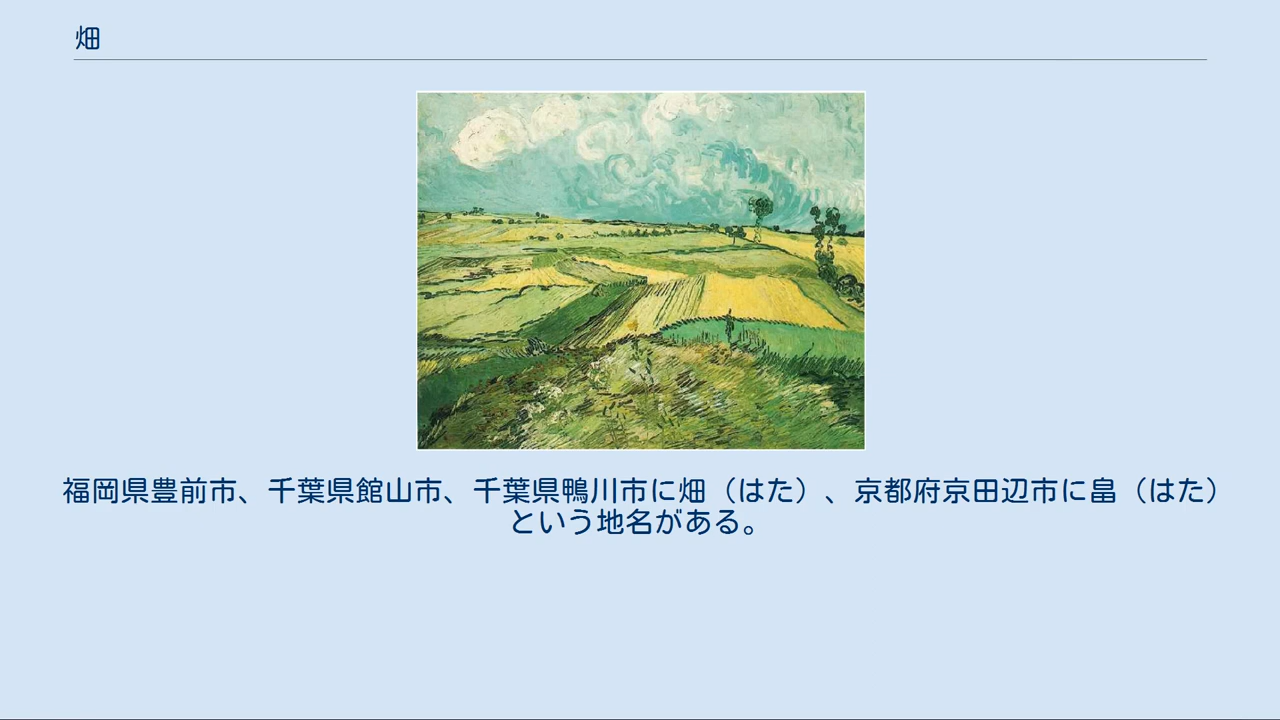 畑
福岡県豊前市、千葉県館山市、千葉県鴨川市に畑（はた）、京都府京田辺市に畠（はた）
という地名がある。